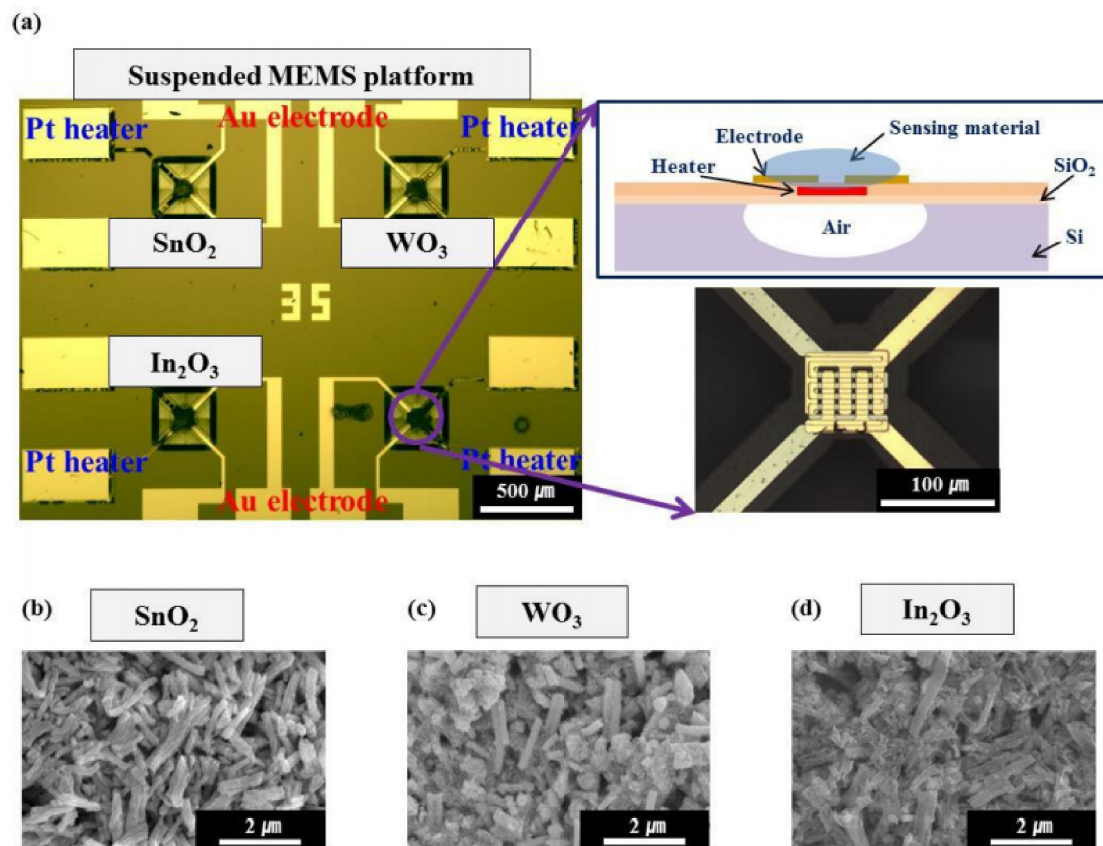 (a)
Suspended MEMS platform
Pt heater
Au electrode
Pt heater
SnO₂
WO₃
35
In₂O₃
Pt heater
Au electrode
Pt heater
500 ㎛
Electrode
Sensing material
Heater
SiO₂
Air
Si
100 ㎛
(b)
SnO₂
2 ㎛
(c)
WO₃
2 ㎛
(d)
In₂O₃
2 ㎛